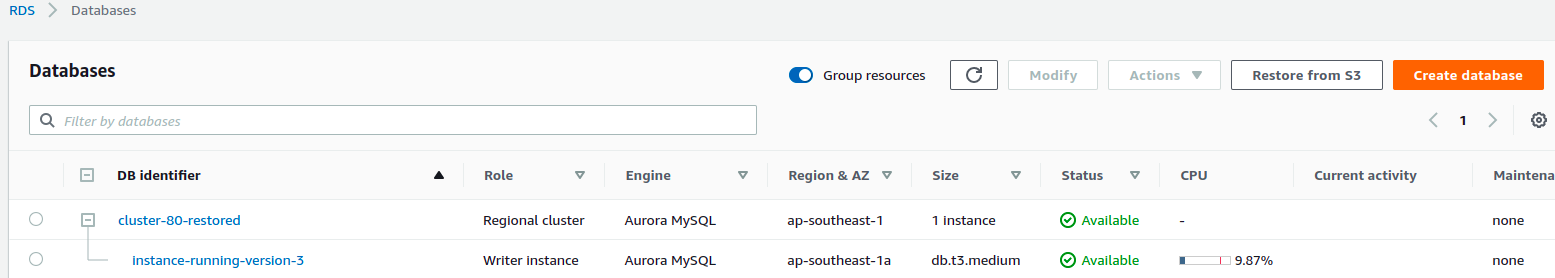 RDS Databases
Databases
Group resources Modify Actions Restore from S3 Create database
Filter by databases 1
DB identifier Role Engine Region & AZ Size Status CPU Current activity Maintena
cluster-80-restored Regional cluster Aurora MySQL ap-southeast-1 1 instance Available - none
instance-running-version-3 Writer instance Aurora MySQL ap-southeast-1a db.t3.medium Available 9.87% none